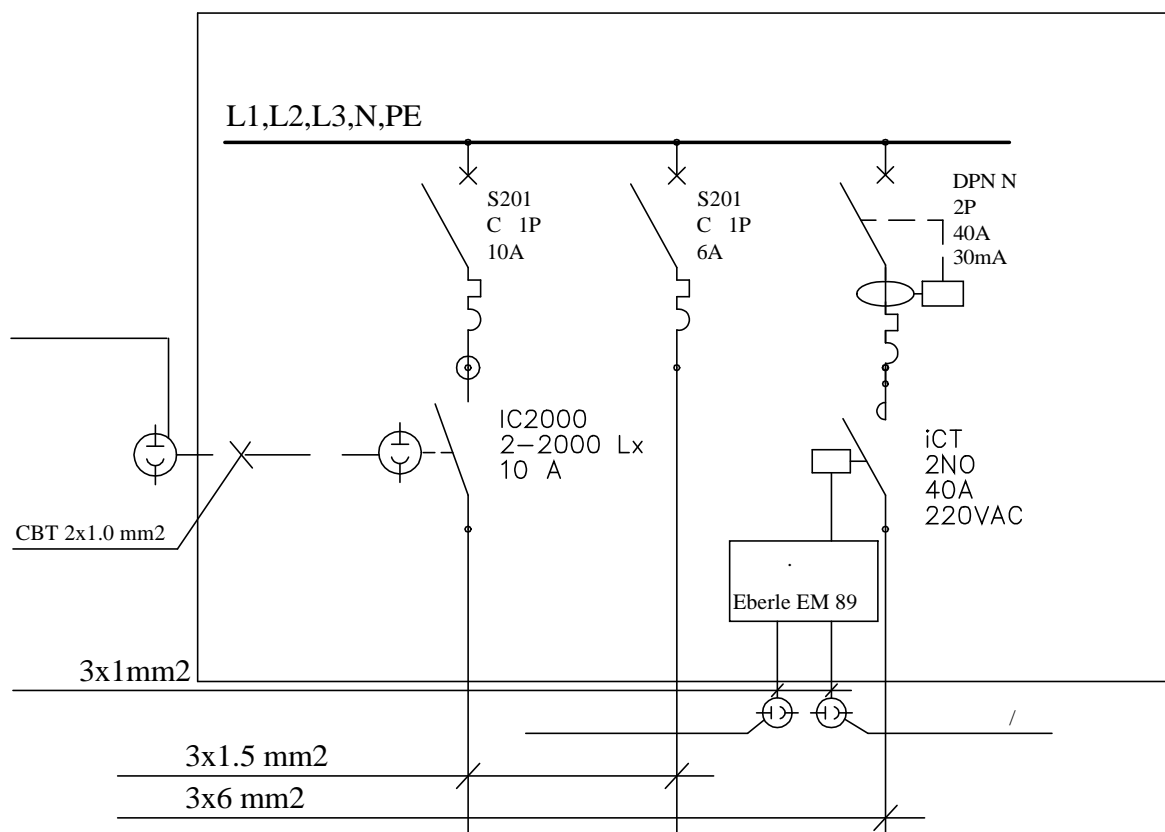 L1,L2,L3,N,PE
S201
C 1P
10A
S201
C 1P
6A
DPN N
2P
40A
30mA
IC2000
2-2000 Lx
10 A
iCT
2NO
40A
220VAC
CBT 2x1.0 mm2
.
Eberle EM 89
3x1mm2
/
3x1.5 mm2
3x6 mm2